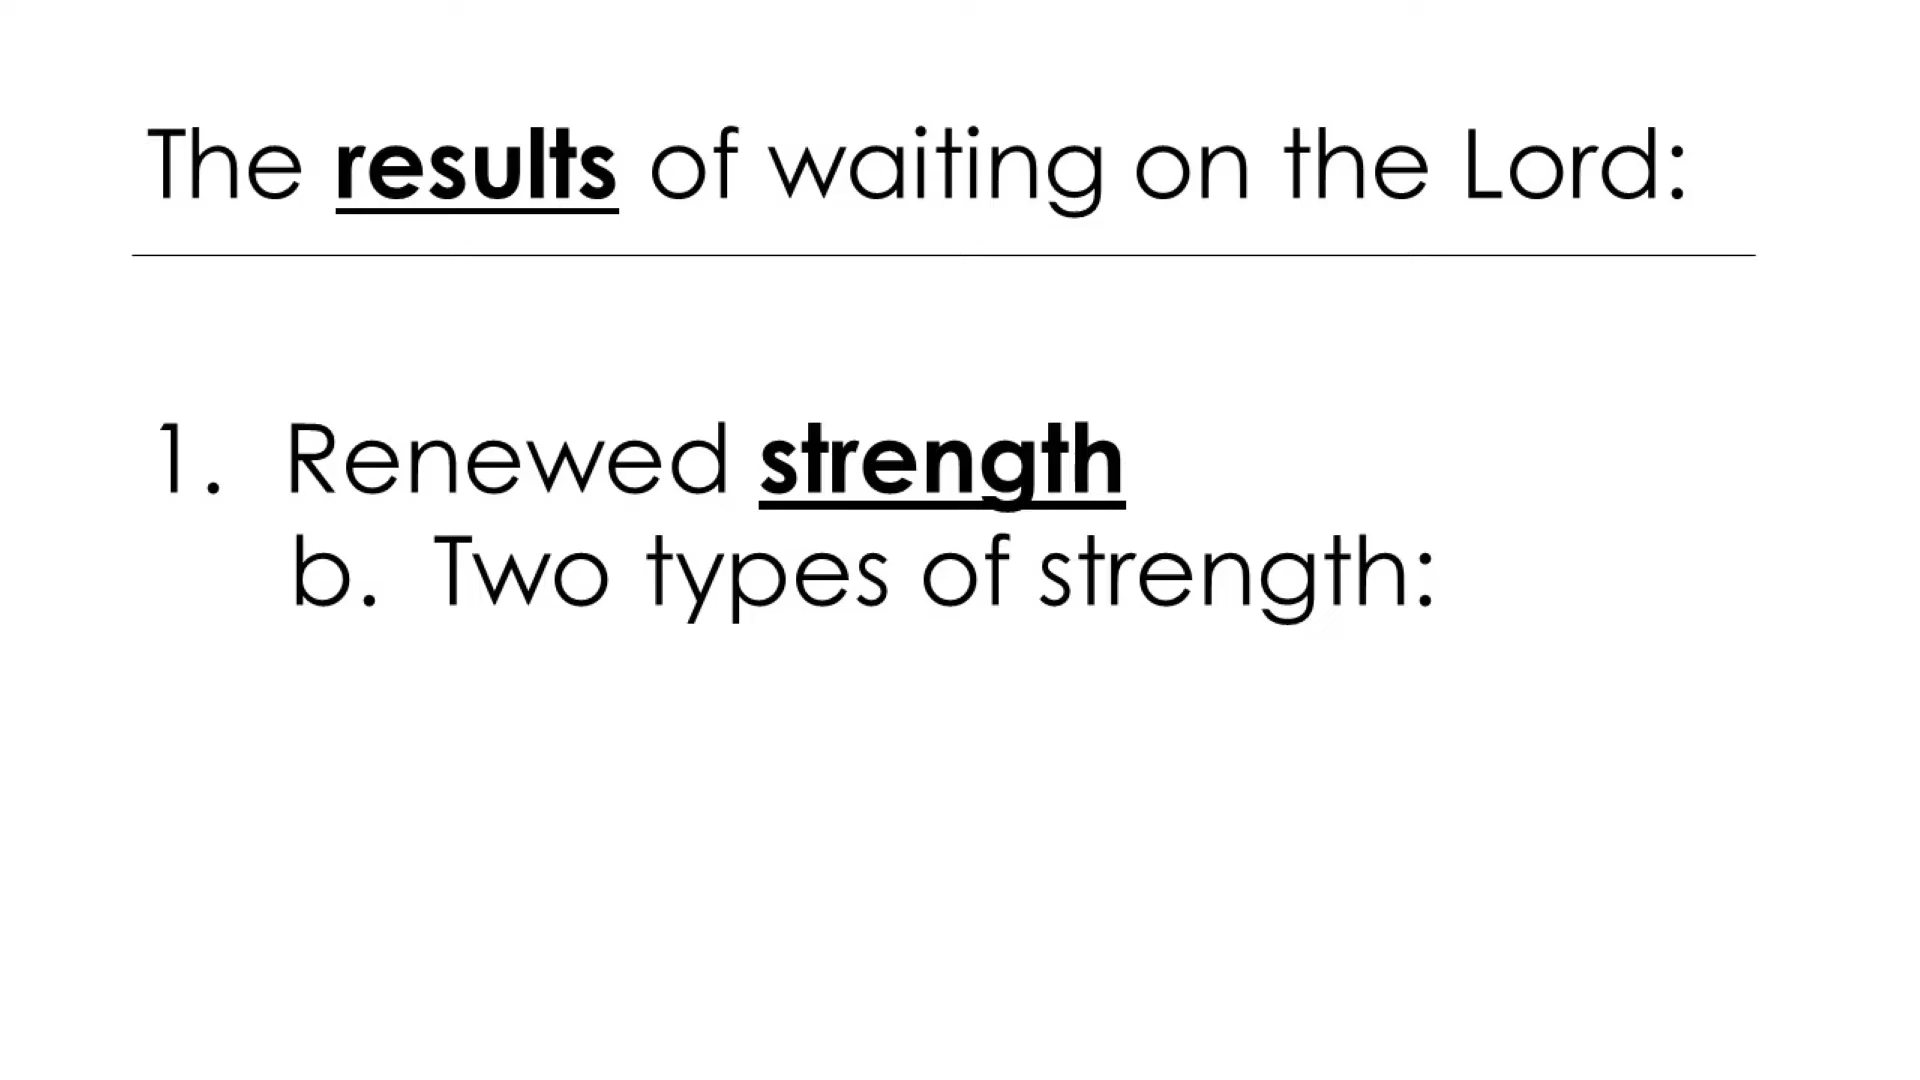 The results of waiting on the Lord:
1. Renewed strength
b. Two types of strength: